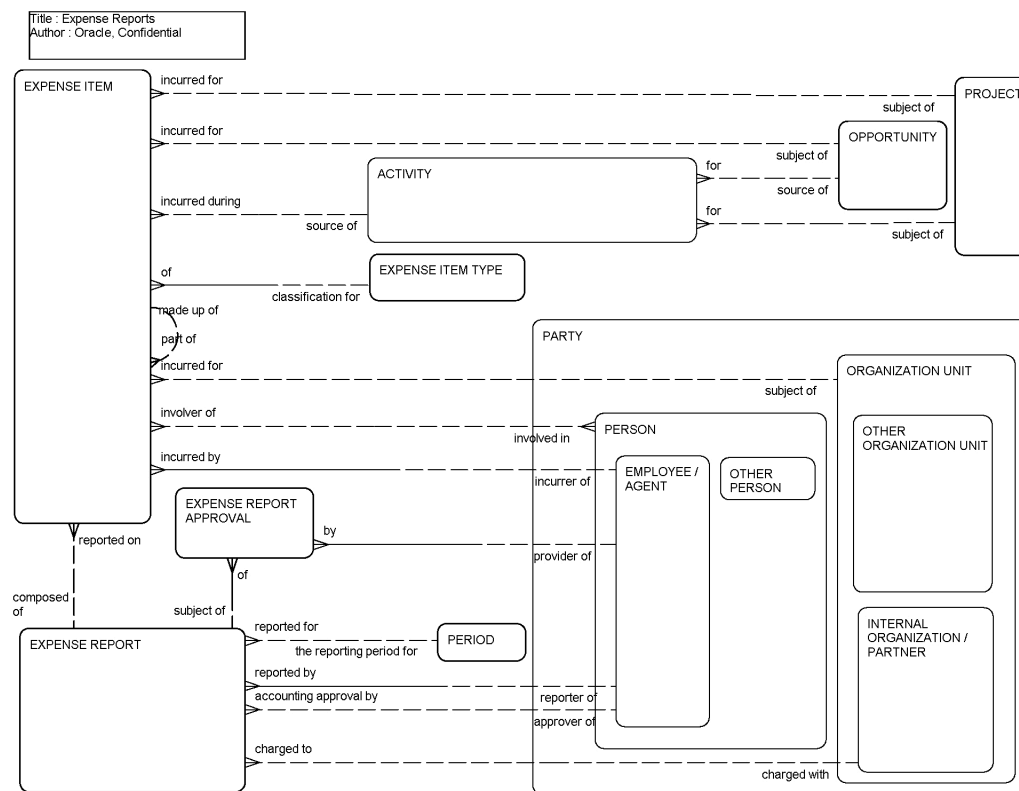 Title : Expense Reports
Author : Oracle, Confidential
EXPENSE ITEM
incurred for
subject of
PROJECT
incurred for
subject of
OPPORTUNITY
ACTIVITY
for
source of
for
subject of
incurred during
source of
of
classification for
EXPENSE ITEM TYPE
made up of
part of
incurred for
subject of
PARTY
ORGANIZATION UNIT
involver of
involved in
PERSON
OTHER
ORGANIZATION UNIT
incurred by
incurrer of
EMPLOYEE /
AGENT
OTHER
PERSON
EXPENSE REPORT
APPROVAL
by
provider of
reported on
of
composed
of
subject of
EXPENSE REPORT
reported for
the reporting period for
PERIOD
INTERNAL
ORGANIZATION /
PARTNER
reported by
reporter of
accounting approval by
approver of
charged to
charged with